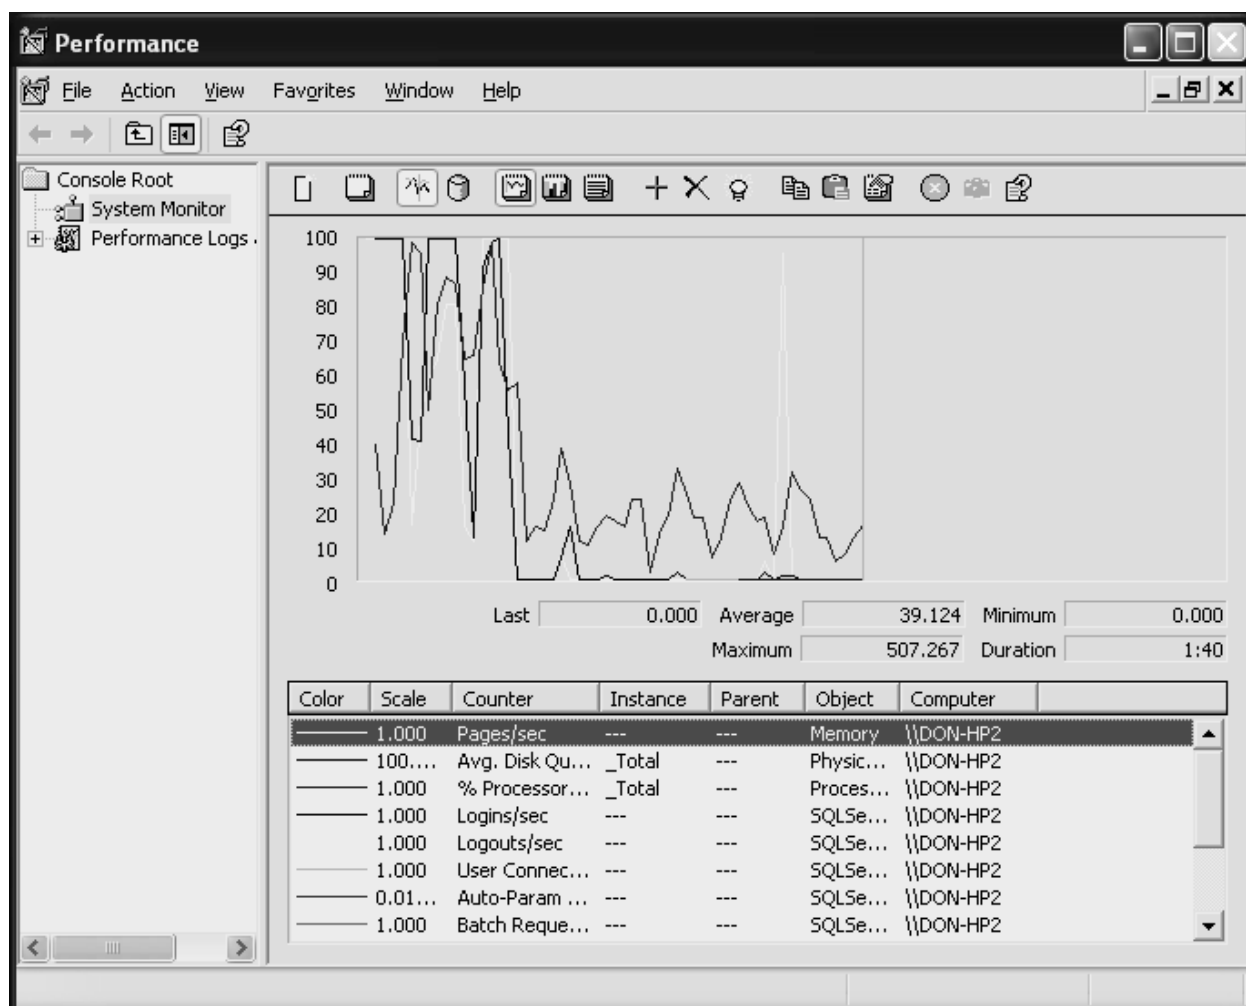 Performance
File Action View Favorites Window Help
Console Root
System Monitor
Performance Logs
100
90
80
70
60
50
40
30
20
10
0
Last 0.000 Average 39.124 Minimum 0.000
Maximum 507.267 Duration 1:40
Color Scale Counter Instance Parent Object Computer
1.000 Pages/sec --- --- Memory \\DON-HP2
100.... Avg. Disk Qu... _Total --- Physic... \\DON-HP2
1.000 % Processor... _Total --- Proces... \\DON-HP2
1.000 Logins/sec --- --- SQLSe... \\DON-HP2
1.000 Logouts/sec --- --- SQLSe... \\DON-HP2
1.000 User Connec... --- --- SQLSe... \\DON-HP2
0.01... Auto-Param ... --- --- SQLSe... \\DON-HP2
1.000 Batch Reque... --- --- SQLSe... \\DON-HP2